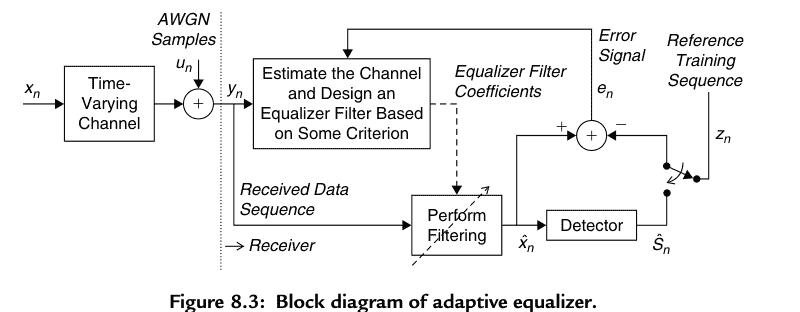 AWGN
Samples
u_n
x_n
Time-
Varying
Channel
+
y_n
Estimate the Channel
and Design an
Equalizer Filter Based
on Some Criterion
Equalizer Filter
Coefficients
Error
Signal
e_n
Reference
Training
Sequence
z_n
+
+
−
Received Data
Sequence
→ Receiver
Perform
Filtering
x̂_n
Detector
Ŝ_n
Figure 8.3: Block diagram of adaptive equalizer.